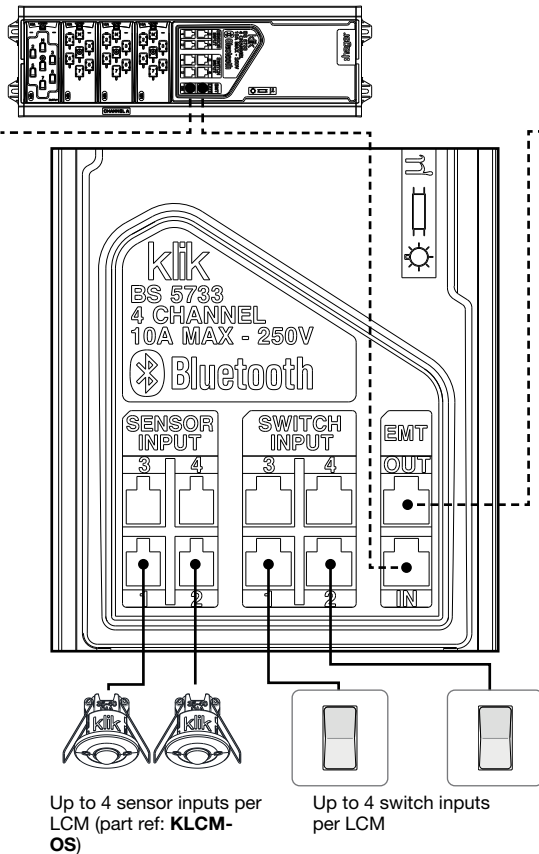 CHANNEL A
klik
BS 5733
4 CHANNEL
10A MAX - 250V
Bluetooth
SENSOR
INPUT
3 4
1 2
SWITCH
INPUT
3 4
1 2
EMT
OUT
IN
klik klik
Up to 4 sensor inputs per
LCM (part ref: KLCM-
OS)
Up to 4 switch inputs
per LCM